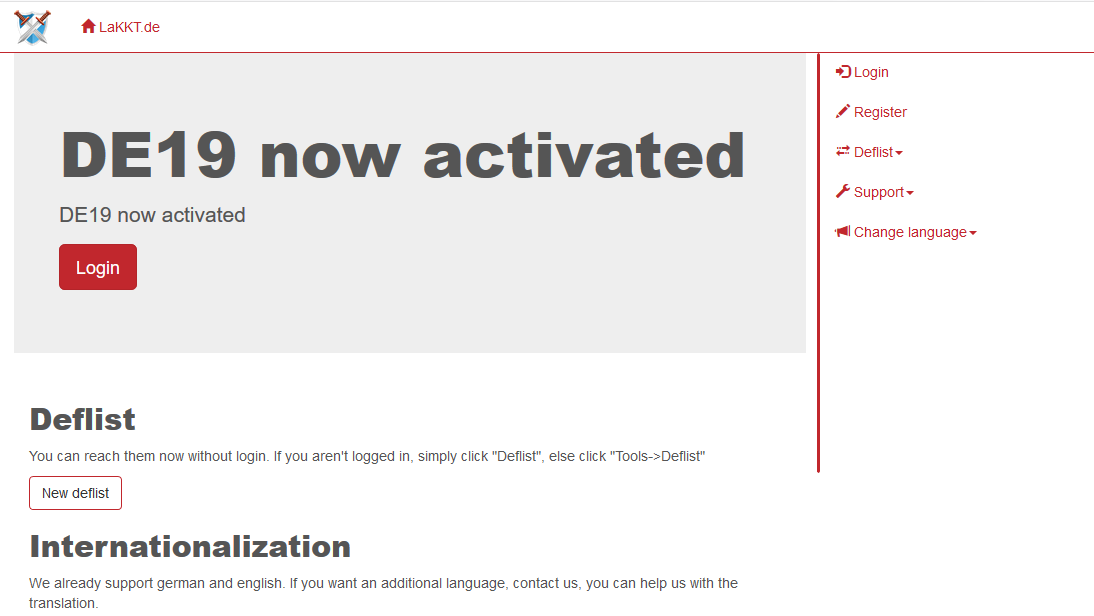 LaKKT.de
DE19 now activated
DE19 now activated
Login
Deflist
You can reach them now without login. If you aren't logged in, simply click "Deflist", else click "Tools->Deflist"
New deflist
Internationalization
We already support german and english. If you want an additional language, contact us, you can help us with the
translation.
Login
Register
Deflist
Support
Change language